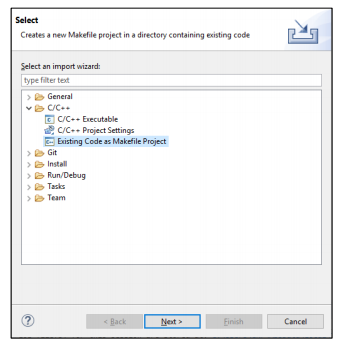 Select
Creates a new Makefile project in a directory containing existing code
Select an import wizard:
type filter text
General
C/C++
C/C++ Executable
C/C++ Project Settings
Existing Code as Makefile Project
Git
Install
Run/Debug
Tasks
Team
? < Back Next > Finish Cancel